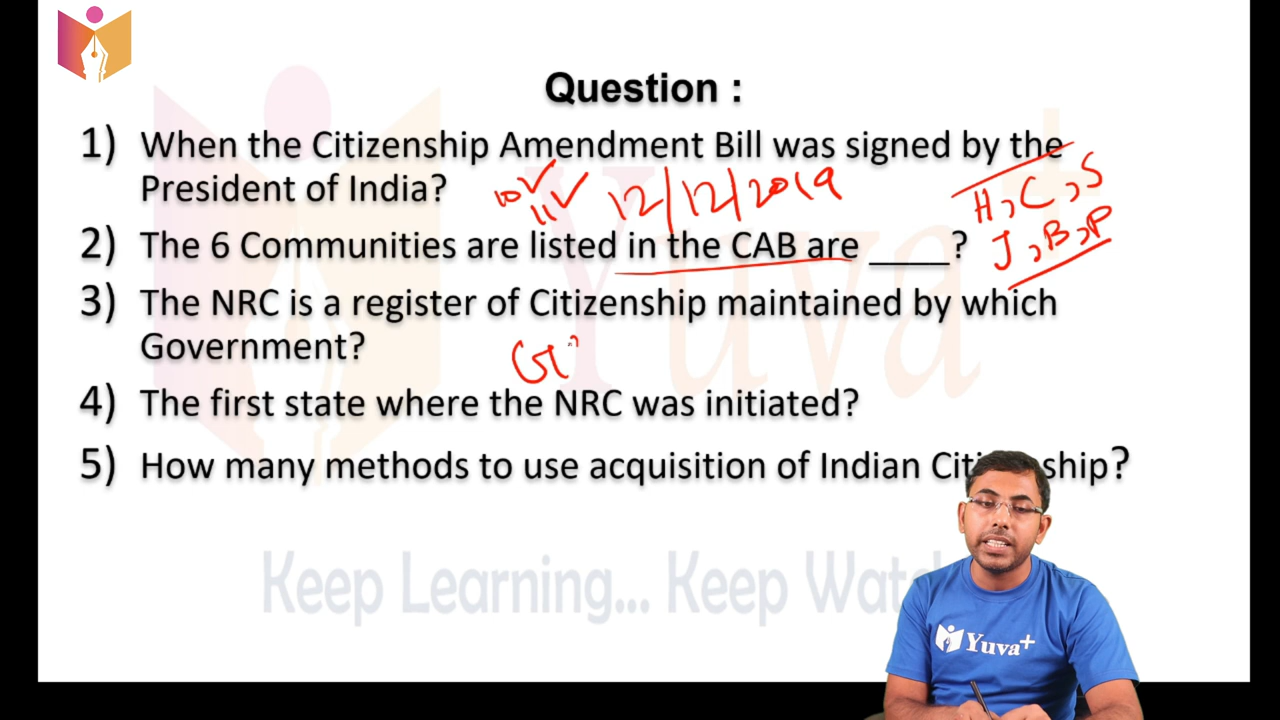 Question :
1) When the Citizenship Amendment Bill was signed by the
President of India?
10 11 12/12/2019
H, C, S
J, B, P
2) The 6 Communities are listed in the CAB are ____?
3) The NRC is a register of Citizenship maintained by which
Government?
4) The first state where the NRC was initiated?
5) How many methods to use acquisition of Indian Citi ship?
Keep Learning... Keep Wat
Yuva+
Yuva+